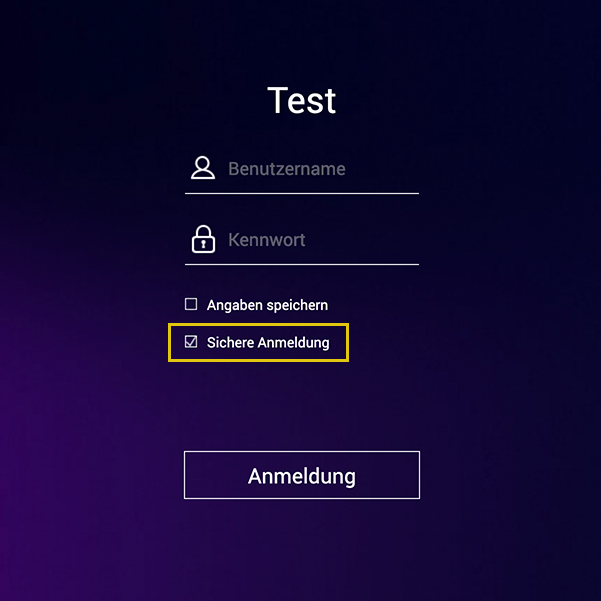 Test
Benutzername
Kennwort
Angaben speichern
Sichere Anmeldung
Anmeldung